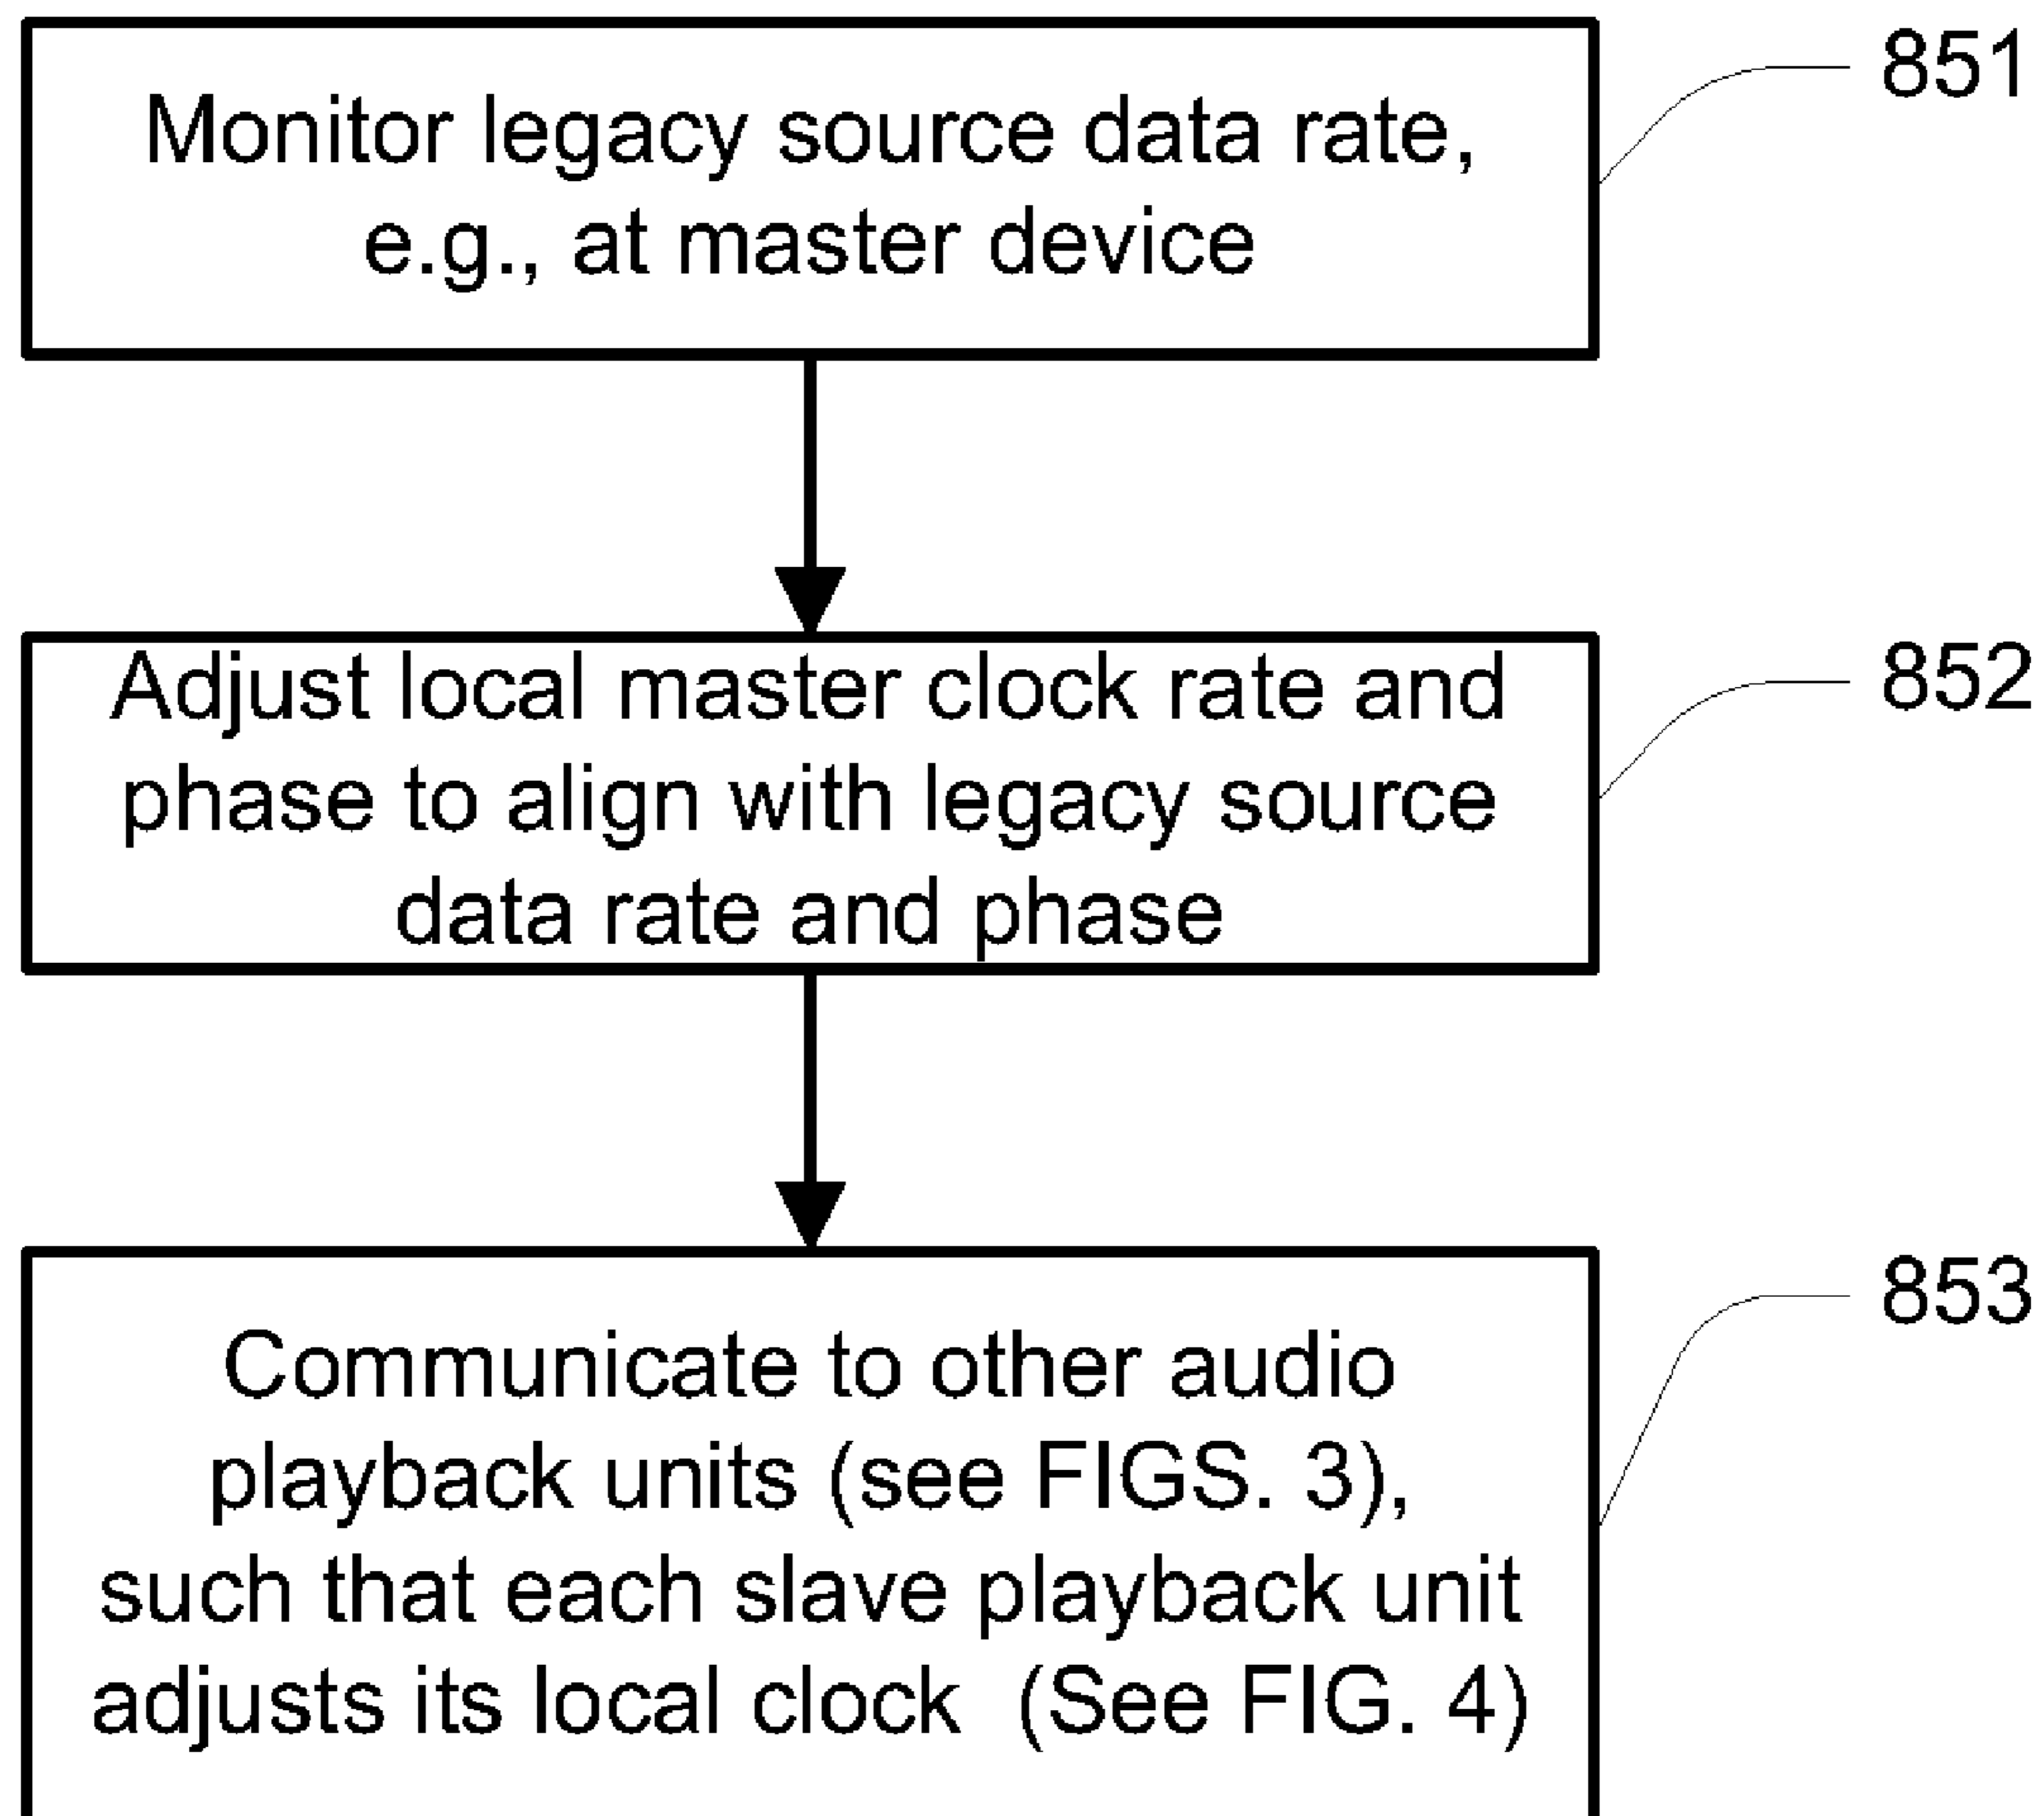 Monitor legacy source data rate,
e.g., at master device
851
Adjust local master clock rate and
phase to align with legacy source
data rate and phase
852
Communicate to other audio
playback units (see FIGS. 3),
such that each slave playback unit
adjusts its local clock  (See FIG. 4)
853